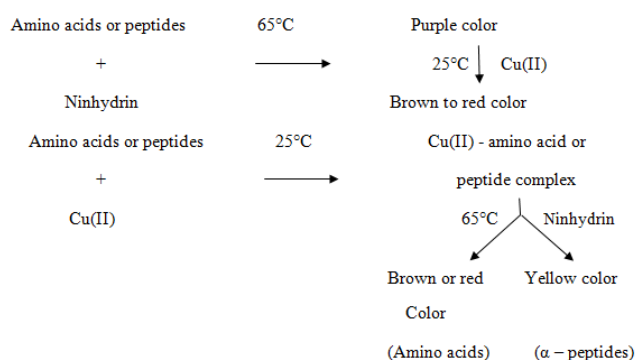 Amino acids or peptides 65°C Purple color
+ 25°C Cu(II)
Ninhydrin Brown to red color
Amino acids or peptides 25°C Cu(II) - amino acid or
+ peptide complex
Cu(II) 65°C Ninhydrin
Brown or red Yellow color
Color
(Amino acids) (α – peptides)